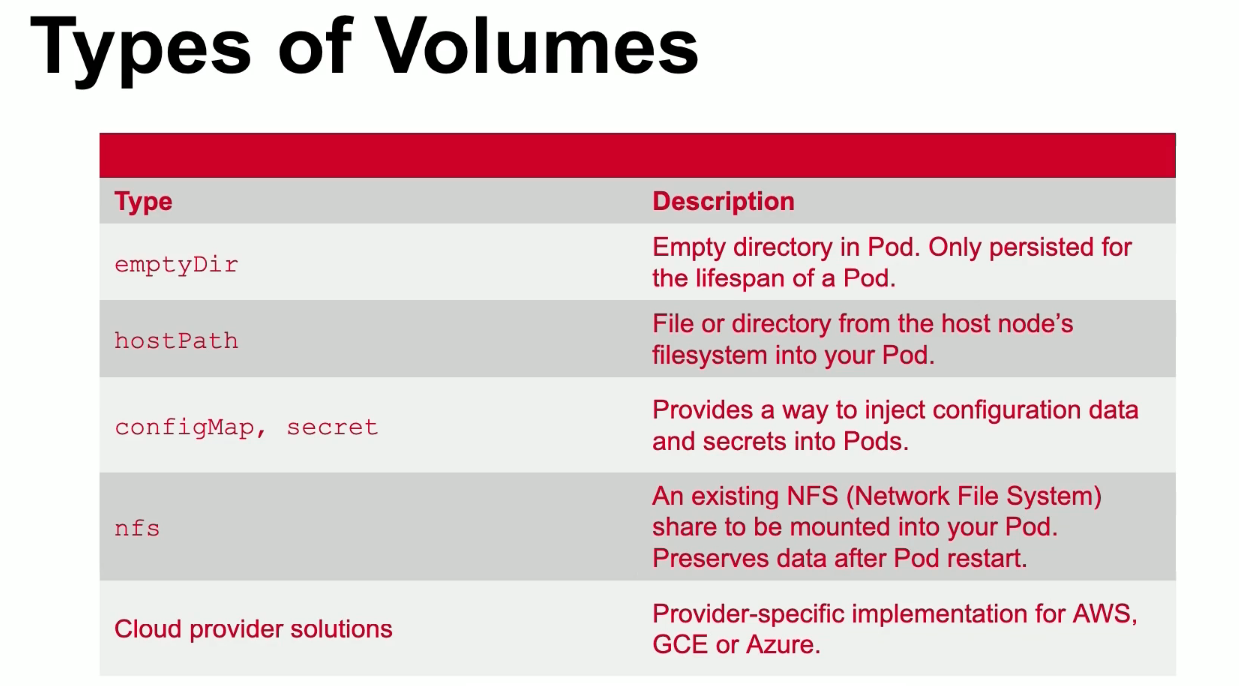 Types of Volumes
Type
Description
emptyDir
Empty directory in Pod. Only persisted for
the lifespan of a Pod.
hostPath
File or directory from the host node’s
filesystem into your Pod.
configMap, secret
Provides a way to inject configuration data
and secrets into Pods.
nfs
An existing NFS (Network File System)
share to be mounted into your Pod.
Preserves data after Pod restart.
Cloud provider solutions
Provider-specific implementation for AWS,
GCE or Azure.